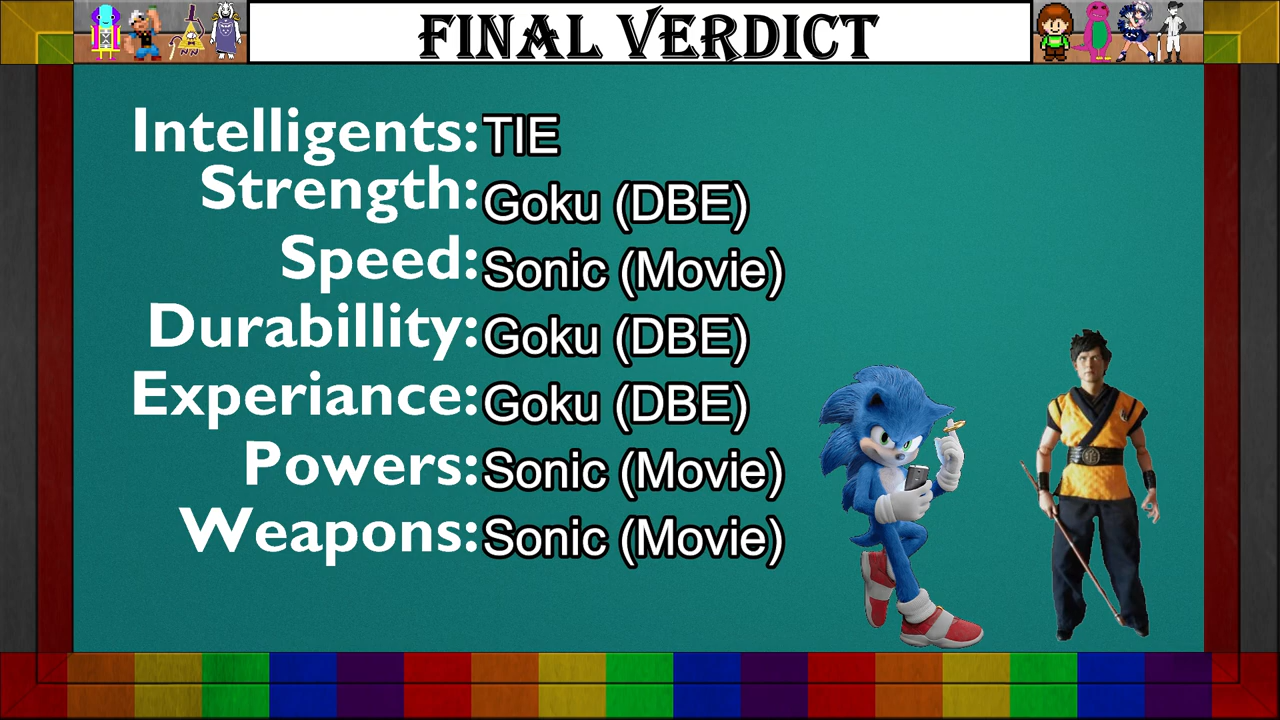 FINAL VERDICT
Intelligents: TIE
Strength: Goku (DBE)
Speed: Sonic (Movie)
Durabillity: Goku (DBE)
Experiance: Goku (DBE)
Powers: Sonic (Movie)
Weapons: Sonic (Movie)